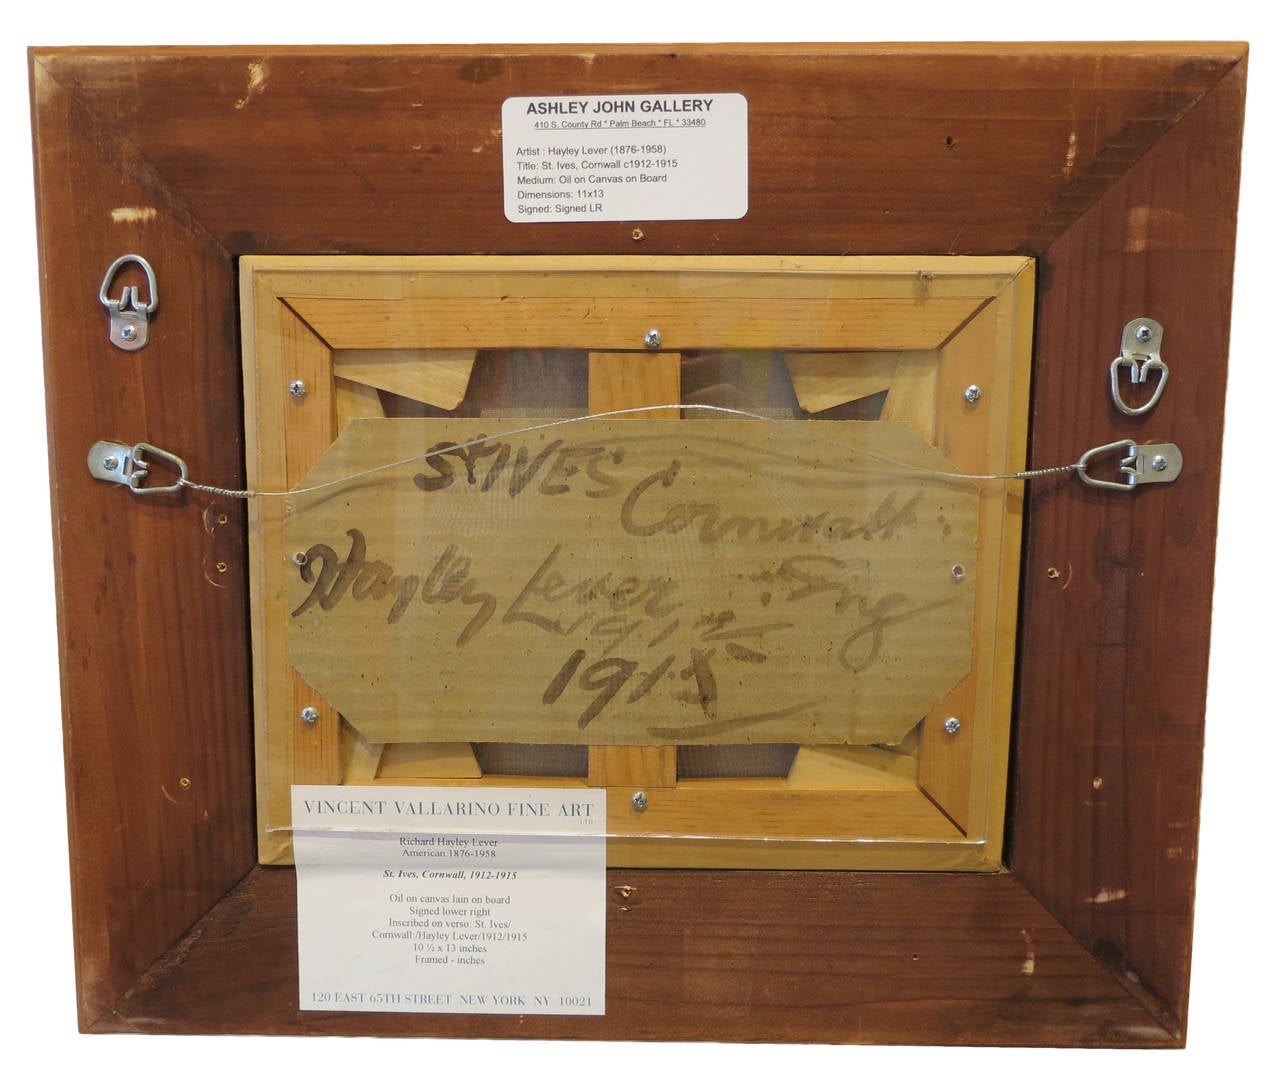 ASHLEY JOHN GALLERY
410 S. County Rd * Palm Beach * FL * 33480
Artist : Hayley Lever (1876-1958)
Title: St. Ives, Cornwall c1912-1915
Medium: Oil on Canvas on Board
Dimensions: 11x13
Signed: Signed LR
St IVES
Cornwall.
Hayley Lever Eng
1912
1915
VINCENT VALLARINO FINE ART
LTD
Richard Hayley Lever
American 1876-1958
St. Ives, Cornwall, 1912-1915
Oil on canvas lain on board
Signed lower right
Inscribed on verso: St. Ives/
Cornwall:/Hayley Lever/1912/1915
10 ½ x 13 inches
Framed - inches
120 EAST 65TH STREET NEW YORK NY 10021